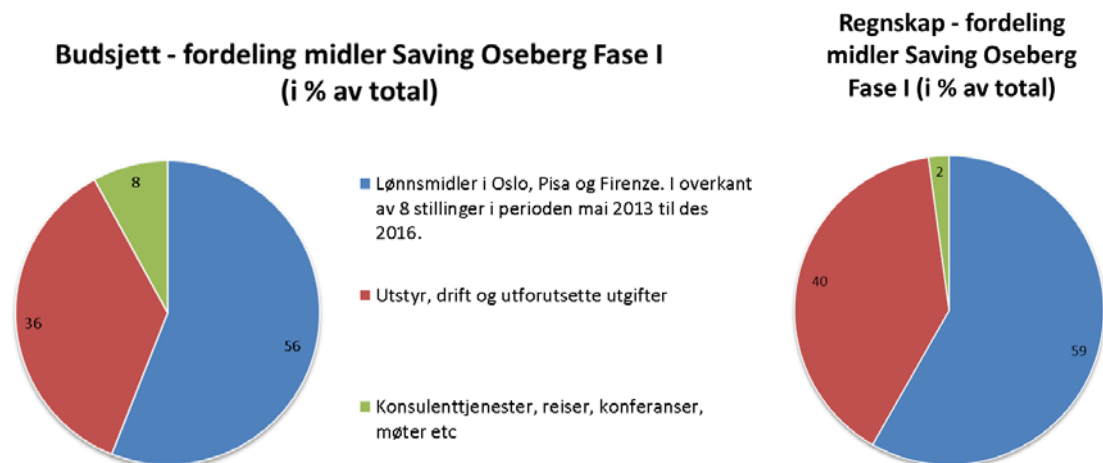 Budsjett - fordeling midler Saving Oseberg Fase I
(i % av total)
8
36
56
Lønnsmidler i Oslo, Pisa og Firenze. I overkant
av 8 stillinger i perioden mai 2013 til des
2016.
Utstyr, drift og utforutsette utgifter
Konsulenttjenester, reiser, konferanser,
møter etc
Regnskap - fordeling
midler Saving Oseberg
Fase I (i % av total)
2
40
59